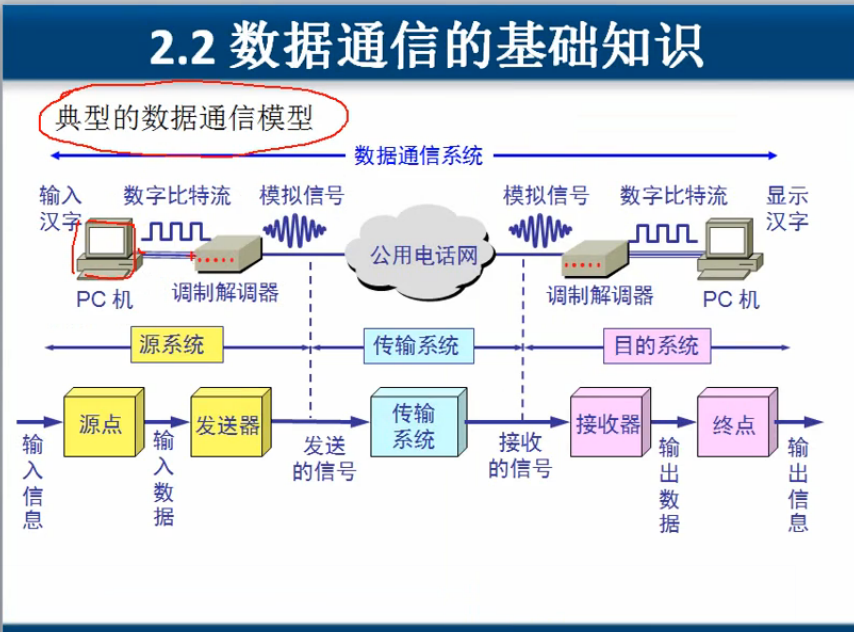 2.2 数据通信的基础知识
典型的数据通信模型
数据通信系统
输入
汉字
数字比特流
模拟信号
模拟信号
数字比特流
显示
汉字
公用电话网
PC 机
调制解调器
调制解调器
PC 机
源系统
传输系统
目的系统
源点
发送器
传输
系统
接收器
终点
输入信息
输入数据
发送
的信号
接收
的信号
输出数据
输出信息